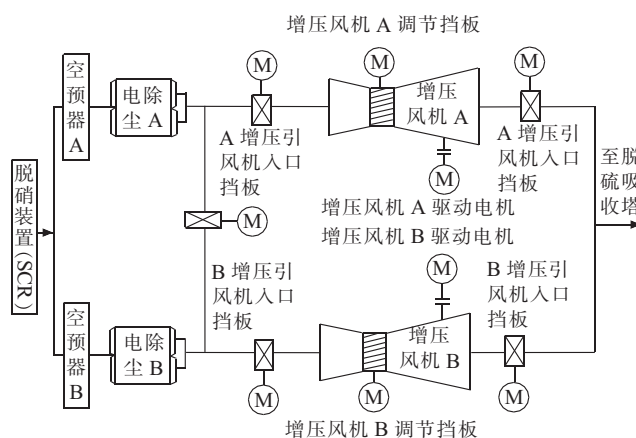 增压风机 A 调节挡板
M
M
M
空预器 A
电除
尘 A
增压
风机 A
A 增压引
风机入口
挡板
A 增压引
风机入口
挡板
M
至脱
硫吸
收塔
脱硝装置(SCR)
M
增压风机 A 驱动电机
增压风机 B 驱动电机
B 增压引
风机入口
挡板
M
B 增压引
风机入口
挡板
空预器 B
电除
尘 B
增压
风机 B
M
M
M
增压风机 B 调节挡板